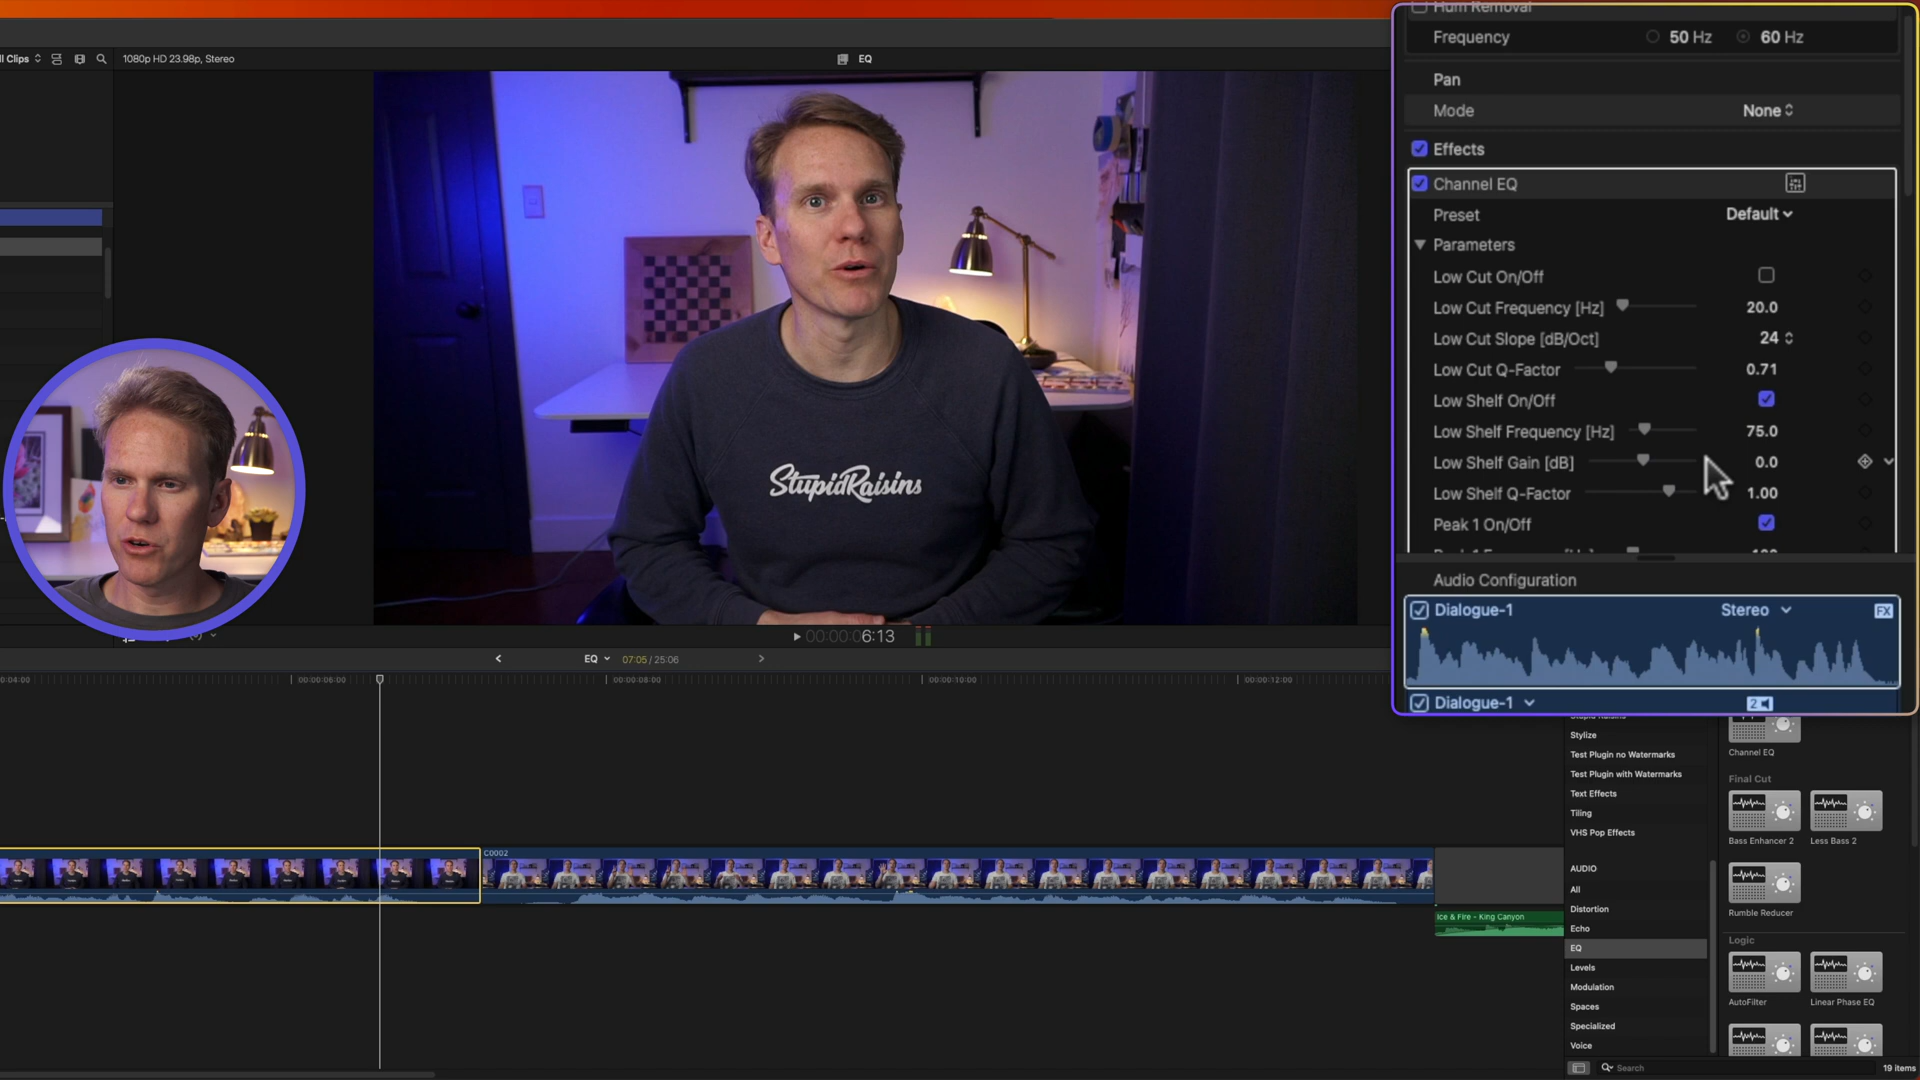 Hum Removal
Frequency 50 Hz 60 Hz
ll Clips 1080p HD 23.98p, Stereo EQ
Pan
Mode None
Effects
Channel EQ
Preset Default
Parameters
Low Cut On/Off
Low Cut Frequency [Hz] 20.0
Low Cut Slope [dB/Oct] 24
Low Cut Q-Factor 0.71
Low Shelf On/Off
Low Shelf Frequency [Hz] 75.0
Low Shelf Gain [dB] 0.0
Low Shelf Q-Factor 1.00
Peak 1 On/Off
StupidRaisins
Audio Configuration
Dialogue-1 Stereo FX
00:00:06:13
EQ 07:05 / 25:06
0:04:00 00:00:06:00 00:00:08:00 00:00:10:00 00:00:12:00
Dialogue-1 2
Stylize
Test Plugin no Watermarks
Test Plugin with Watermarks
Text Effects
Tiling
VHS Pop Effects
AUDIO
All
Distortion
Echo
EQ
Levels
Modulation
Spaces
Specialized
Voice
Channel EQ
Final Cut
Bass Enhancer 2 Less Bass 2
Rumble Reducer
Logic
AutoFilter Linear Phase EQ
C0002
Ice & Fire - King Canyon
Search 19 items